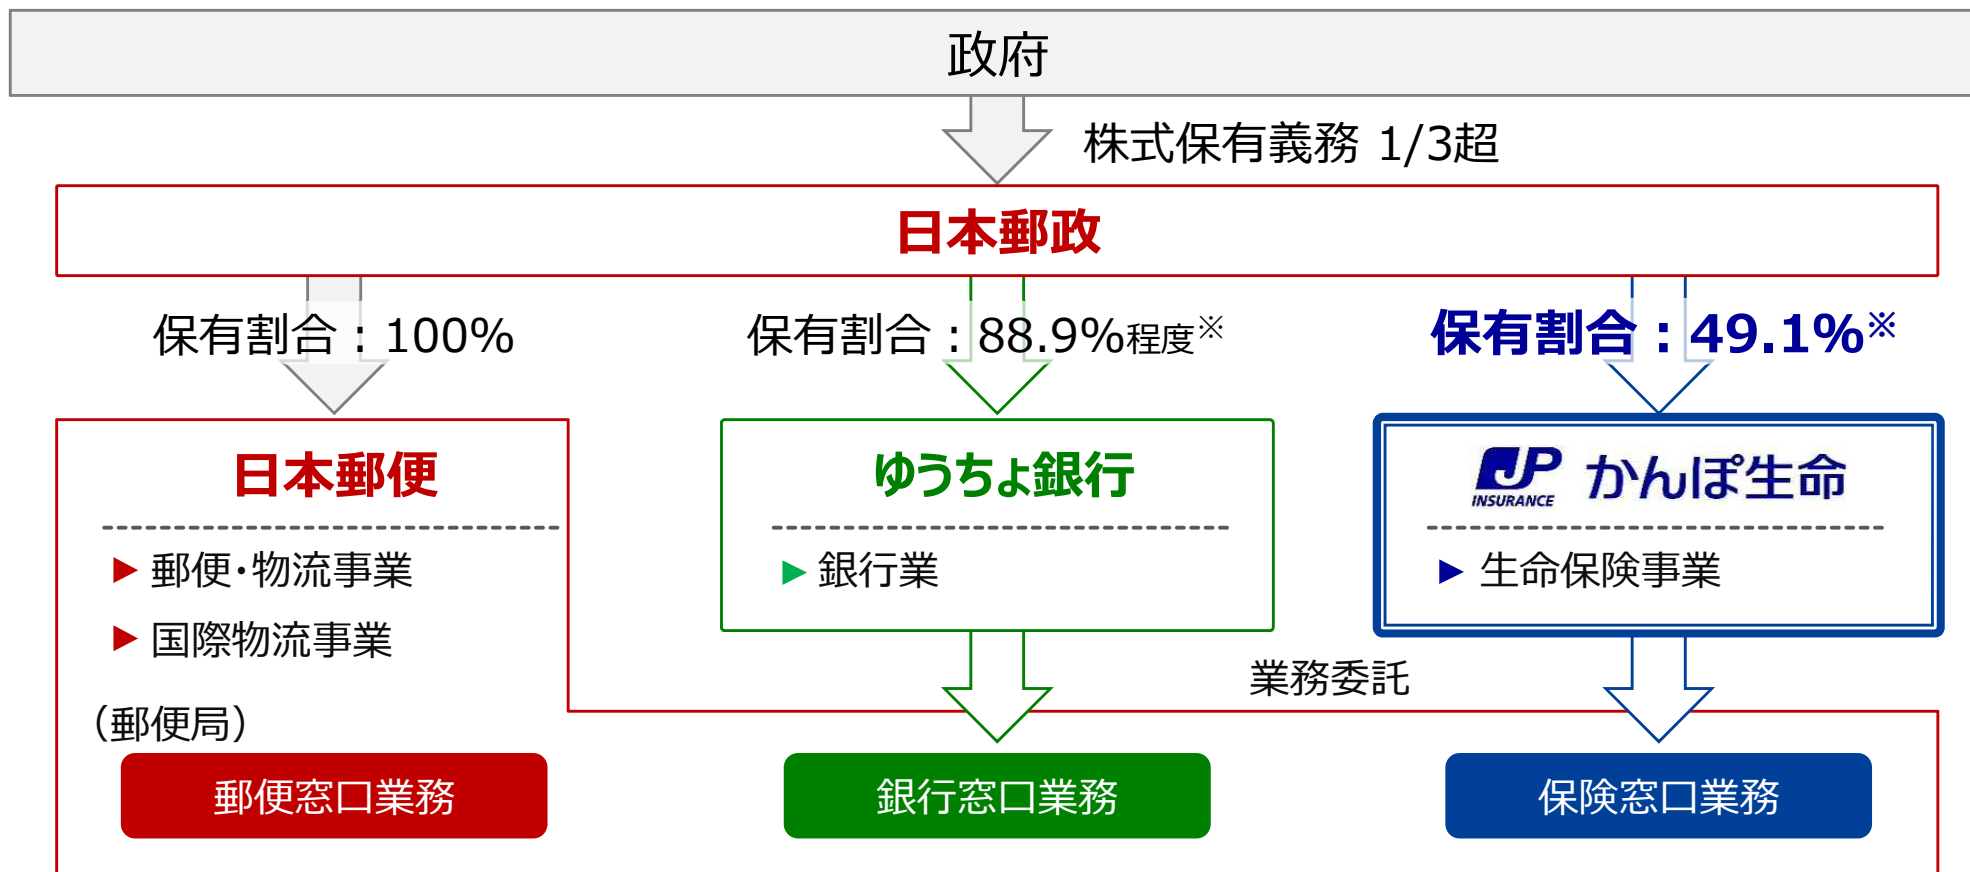 政府
株式保有義務 1/3超
日本郵政
保有割合：100%
保有割合：88.9%程度※
保有割合：49.1%※
日本郵便
ゆうちょ銀行
JP INSURANCE かんぽ生命
▶ 郵便・物流事業
▶ 国際物流事業
▶ 銀行業
▶ 生命保険事業
業務委託
（郵便局）
郵便窓口業務
銀行窓口業務
保険窓口業務